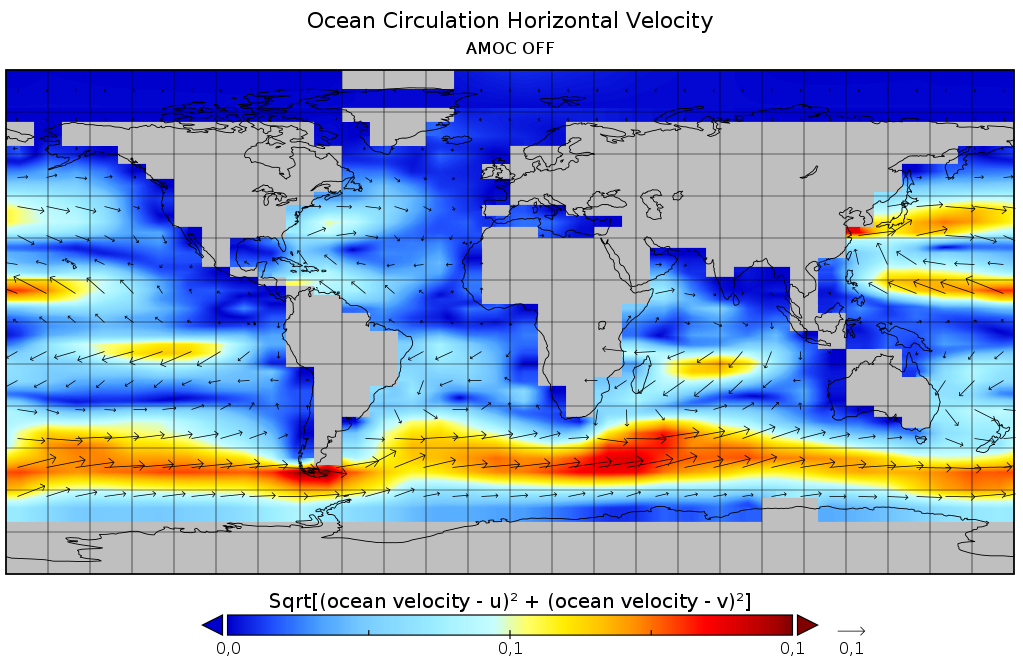 Ocean Circulation Horizontal Velocity
AMOC OFF
Sqrt[(ocean velocity - u)² + (ocean velocity - v)²]
0,0 0,1 0,1 0,1